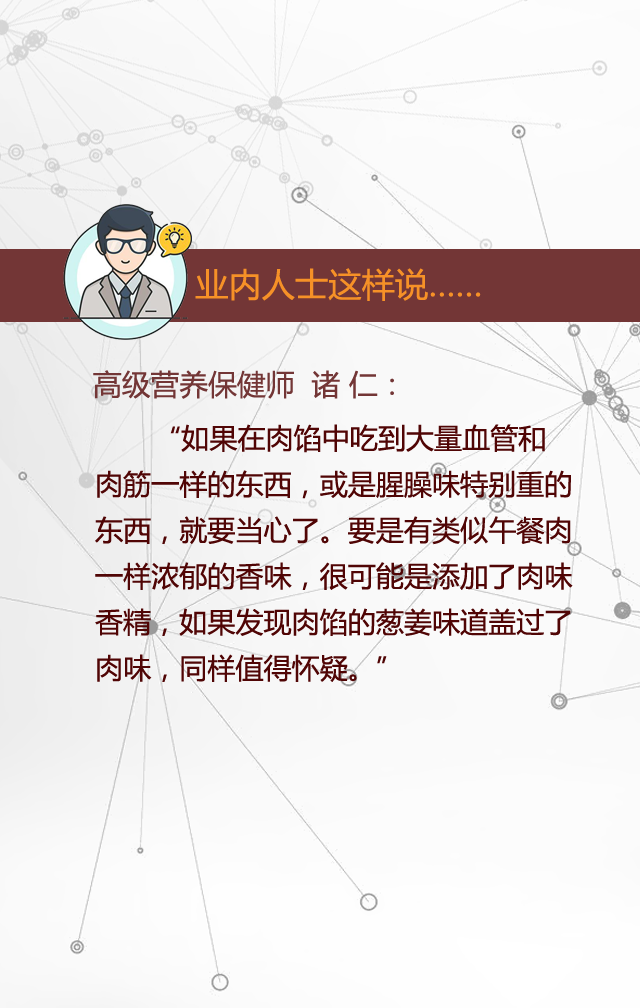 业内人士这样说......
高级营养保健师 诸 仁：
“如果在肉馅中吃到大量血管和
肉筋一样的东西，或是腥臊味特别重的
东西，就要当心了。要是有类似午餐肉
一样浓郁的香味，很可能是添加了肉味
香精，如果发现肉馅的葱姜味道盖过了
肉味，同样值得怀疑。”